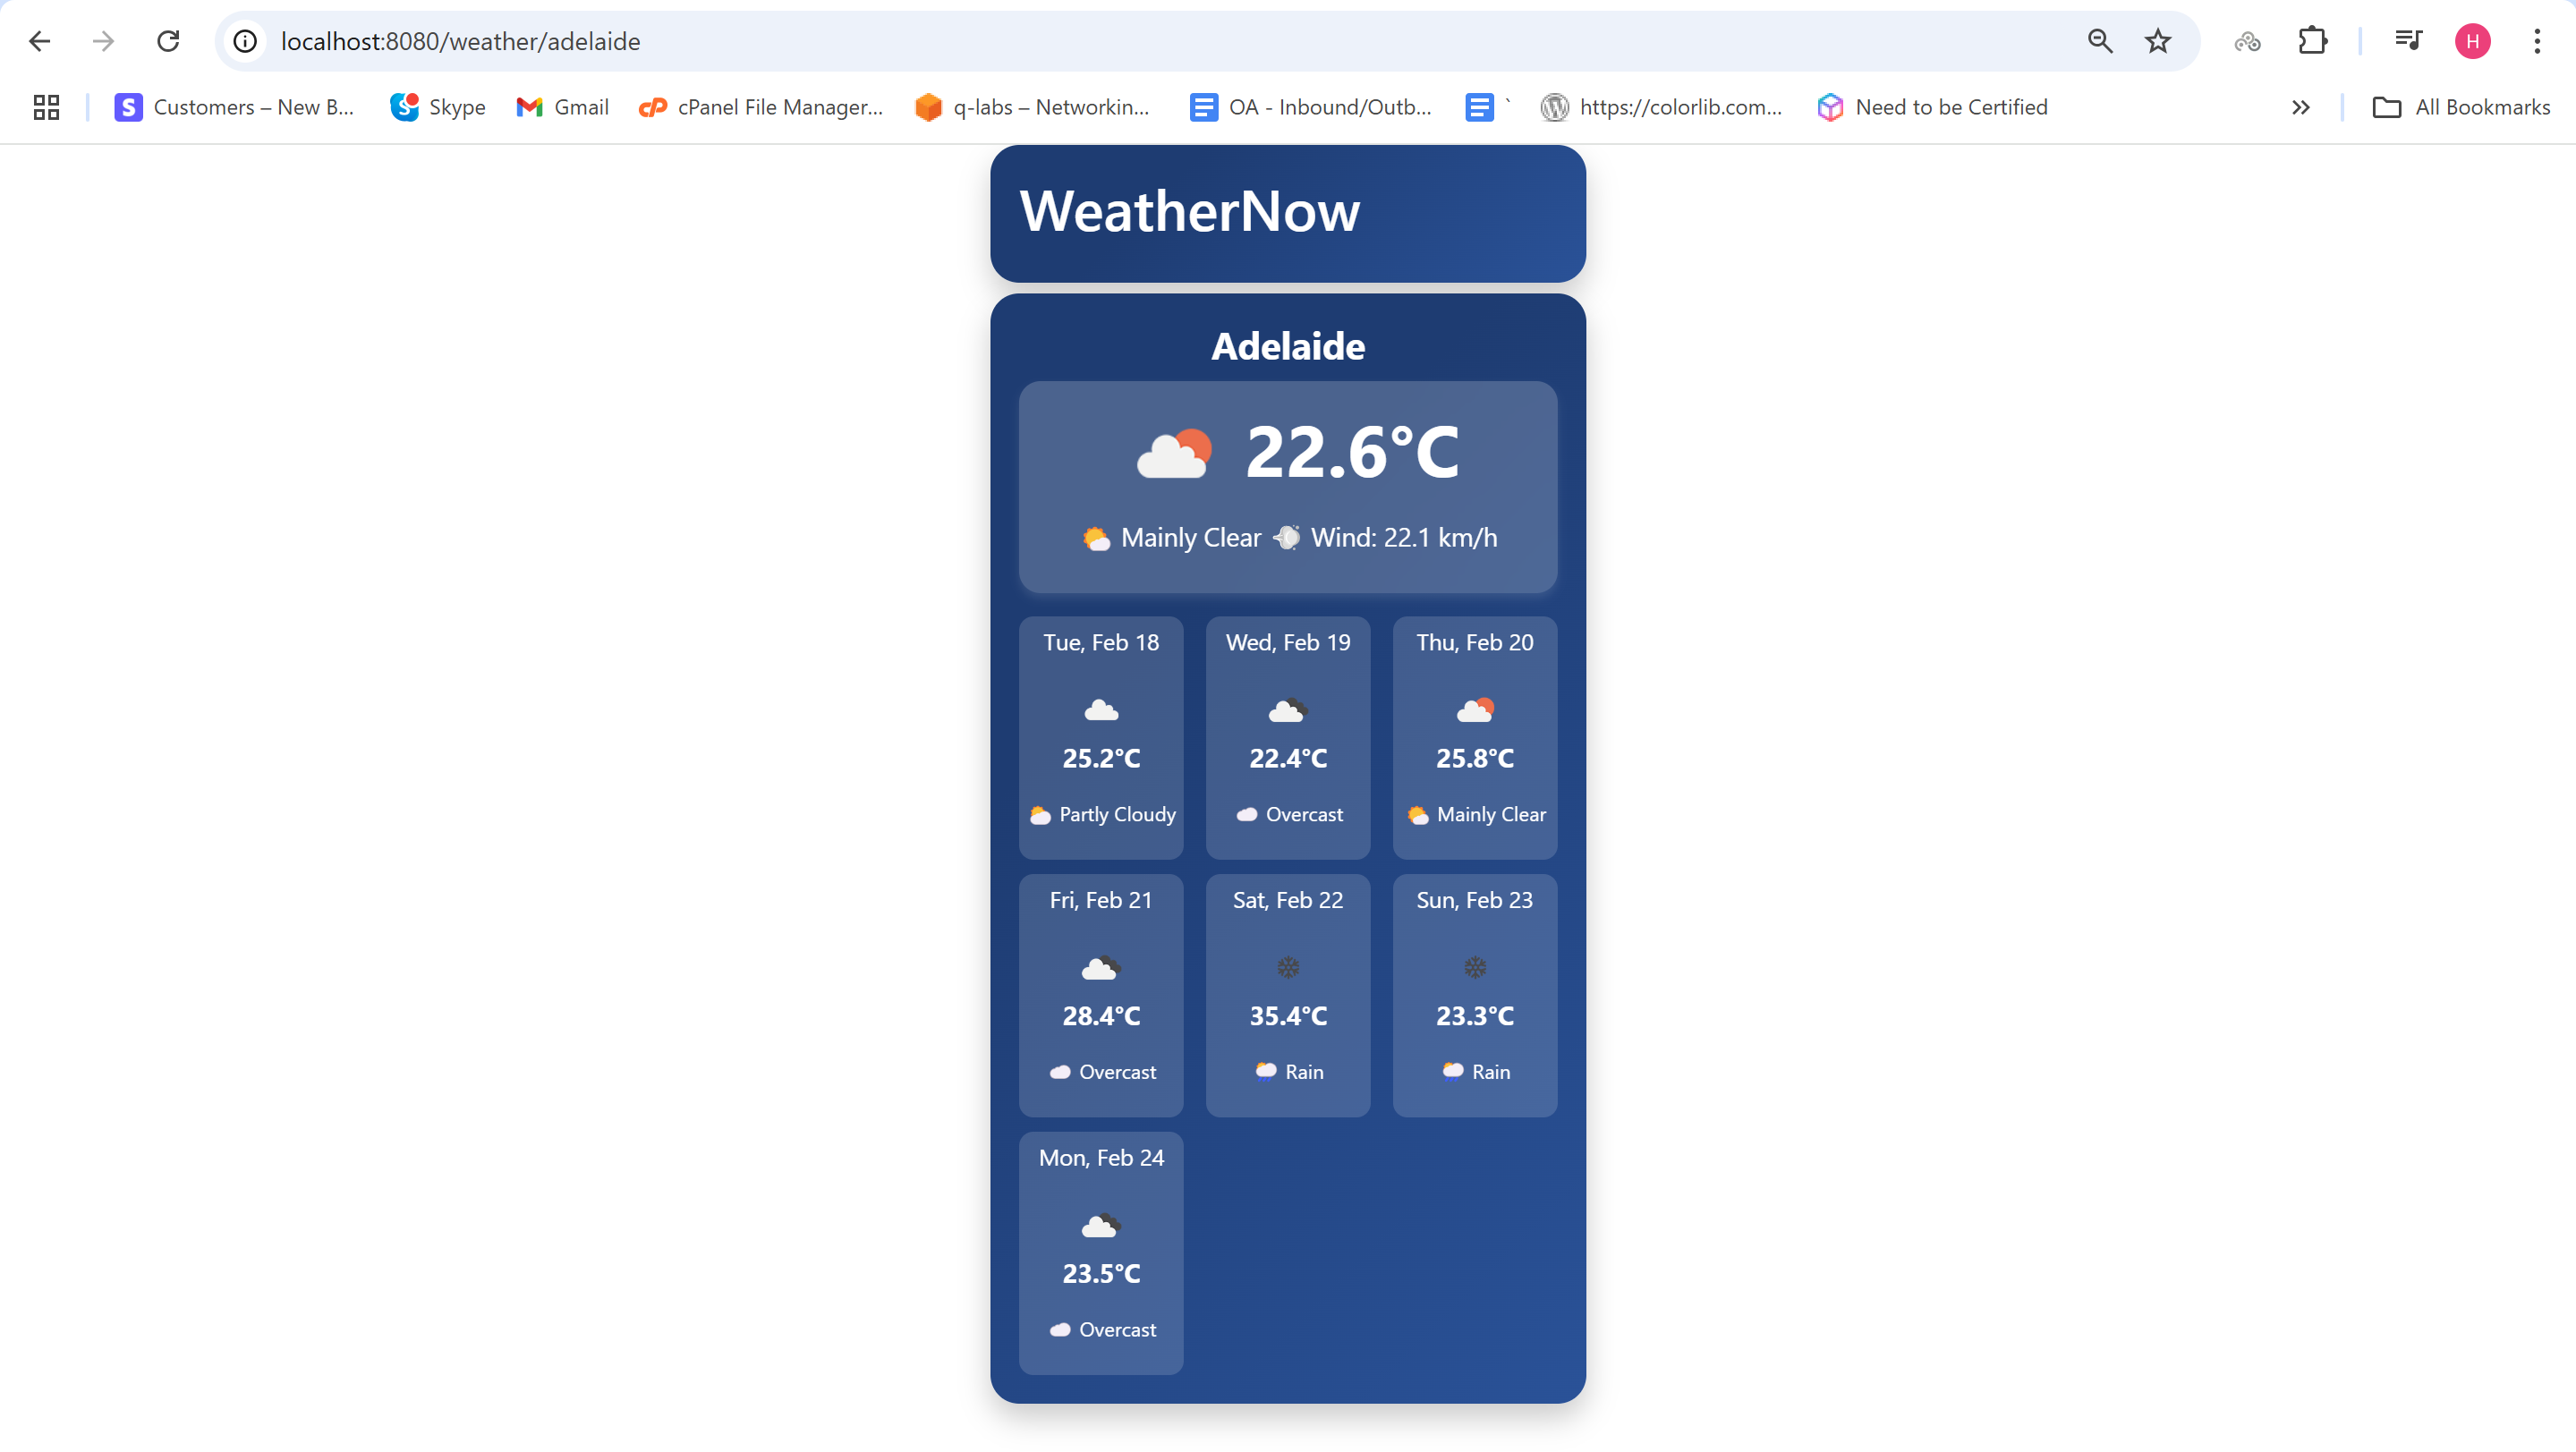 localhost:8080/weather/adelaide
H
Customers – New B...
Skype
Gmail
cPanel File Manager...
q-labs – Networkin...
OA - Inbound/Outb...
`
https://colorlib.com...
Need to be Certified
All Bookmarks
WeatherNow
Adelaide
22.6°C
Mainly Clear Wind: 22.1 km/h
Tue, Feb 18
25.2°C
Partly Cloudy
Wed, Feb 19
22.4°C
Overcast
Thu, Feb 20
25.8°C
Mainly Clear
Fri, Feb 21
28.4°C
Overcast
Sat, Feb 22
35.4°C
Rain
Sun, Feb 23
23.3°C
Rain
Mon, Feb 24
23.5°C
Overcast